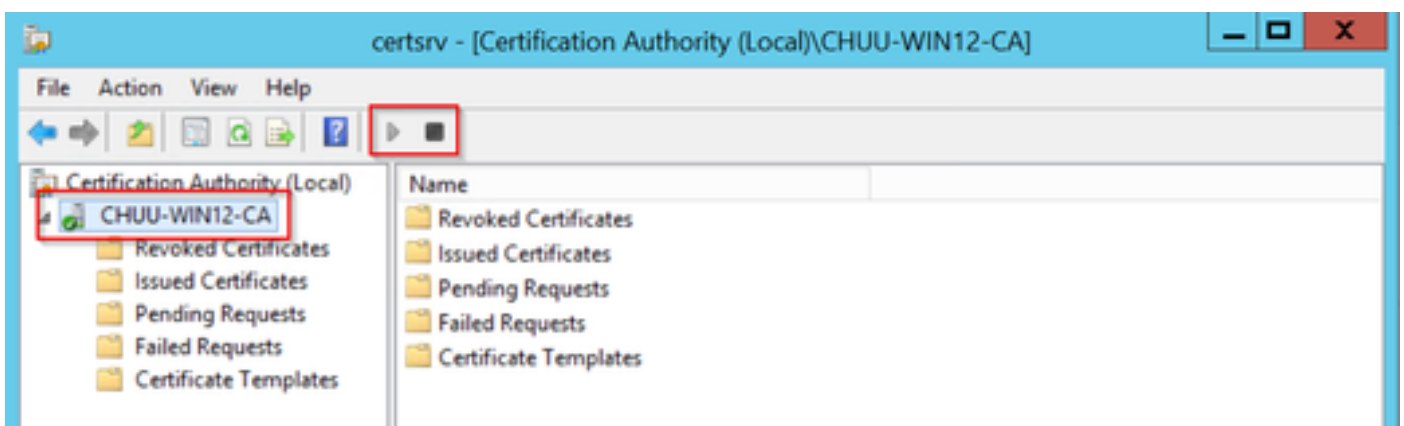 certsrv - [Certification Authority (Local)\CHUU-WIN12-CA]
File Action View Help
Certification Authority (Local)
CHUU-WIN12-CA
Revoked Certificates
Issued Certificates
Pending Requests
Failed Requests
Certificate Templates
Name
Revoked Certificates
Issued Certificates
Pending Requests
Failed Requests
Certificate Templates